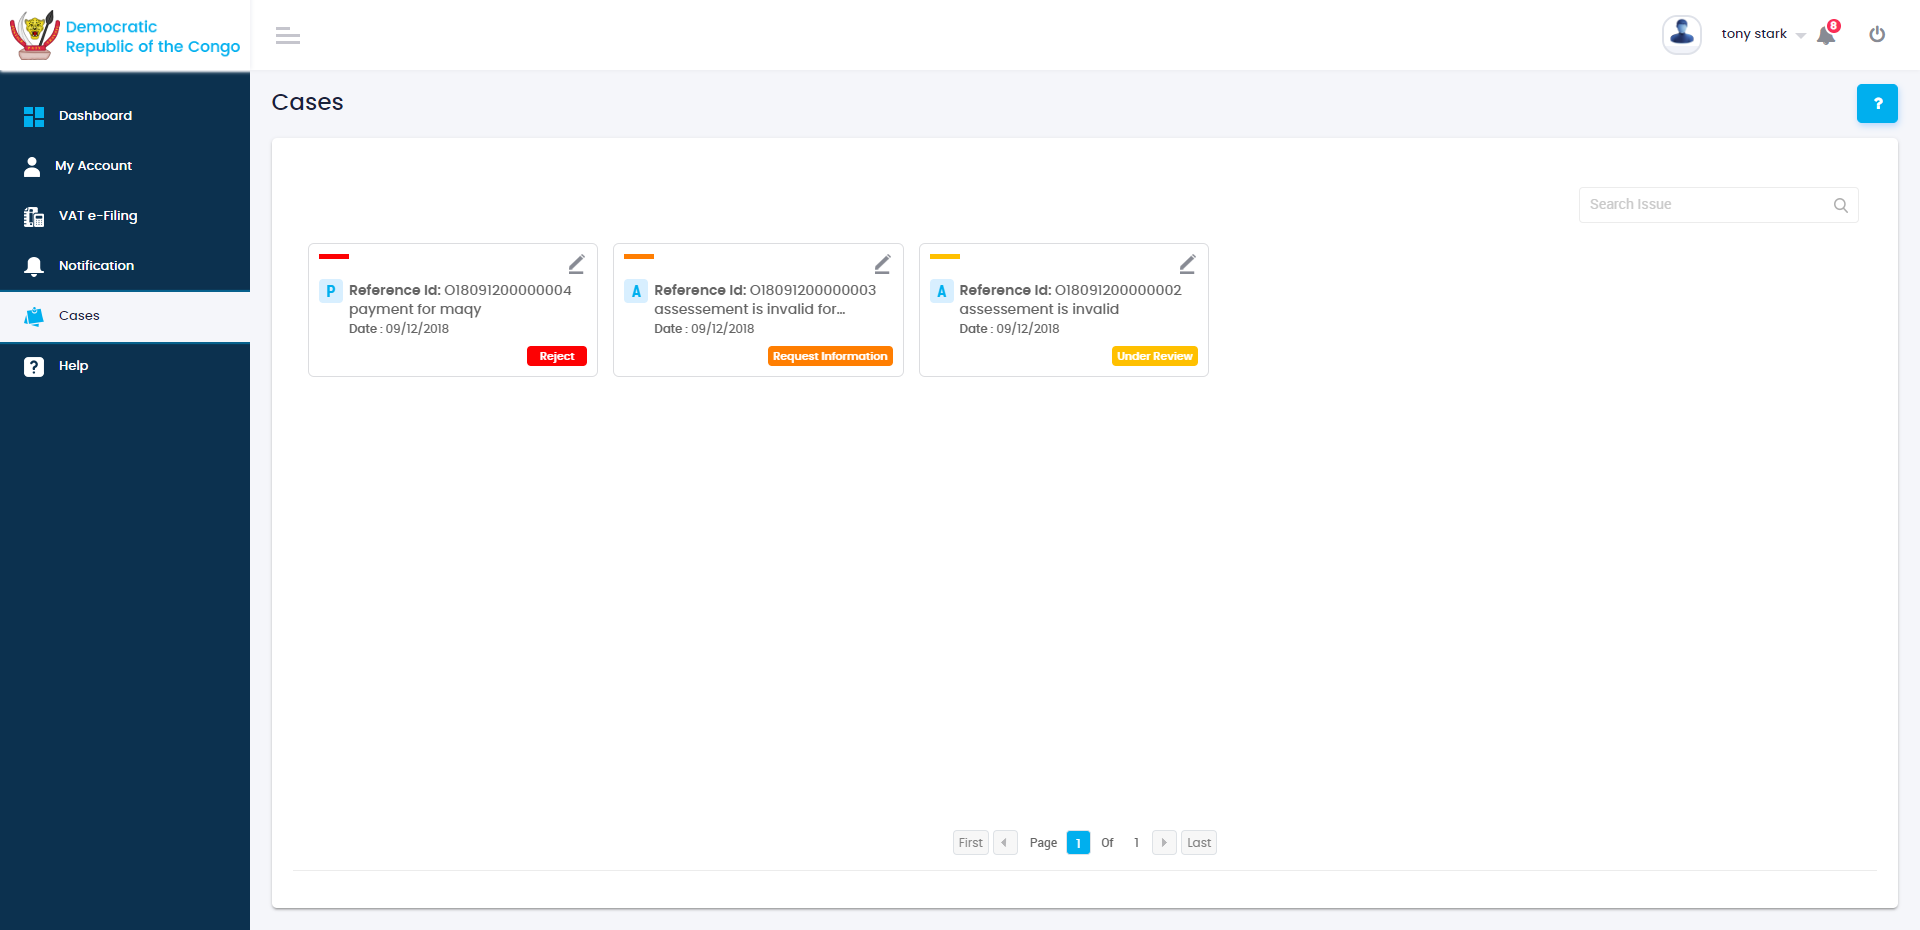 Democratic
Republic of the Congo
tony stark
8
Dashboard
My Account
VAT e-Filing
Notification
Cases
Help
Cases
?
Search Issue
P
Reference Id: O18091200000004
payment for maqy
Date : 09/12/2018
Reject
A
Reference Id: O18091200000003
assessement is invalid for...
Date : 09/12/2018
Request Information
A
Reference Id: O18091200000002
assessement is invalid
Date : 09/12/2018
Under Review
First Page 1 Of 1 Last